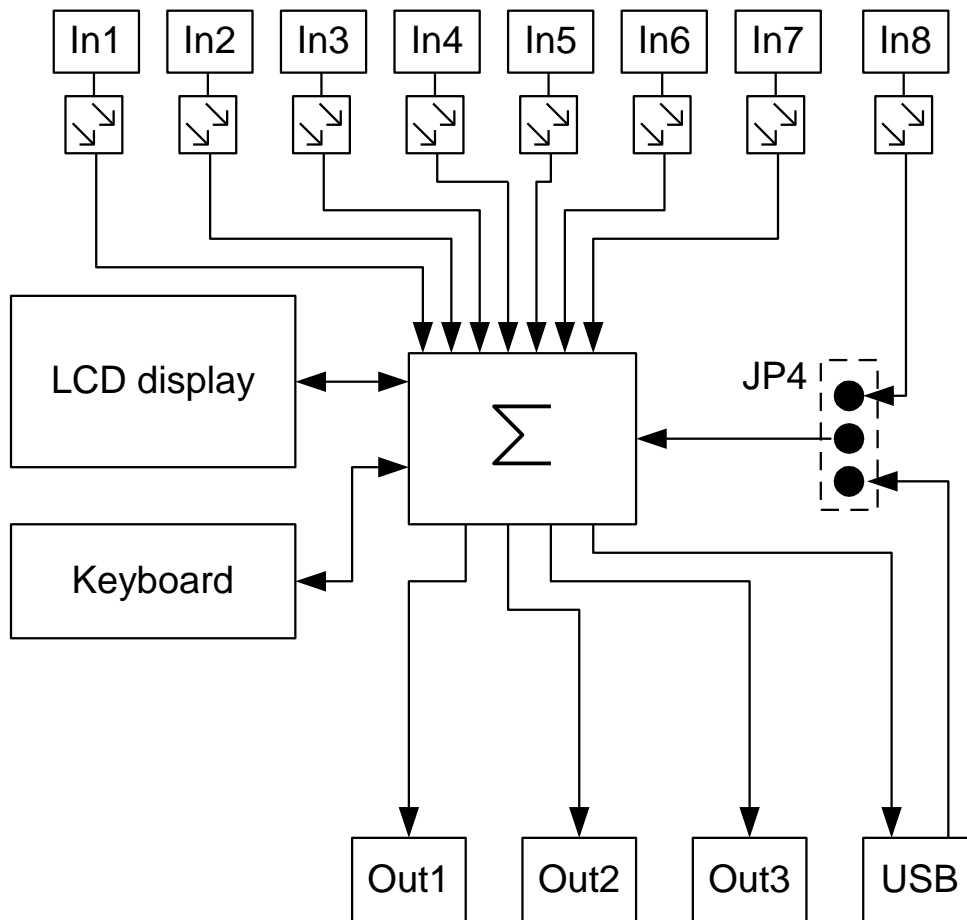 In1 In2 In3 In4 In5 In6 In7 In8
LCD display
JP4
Σ
Keyboard
Out1 Out2 Out3 USB